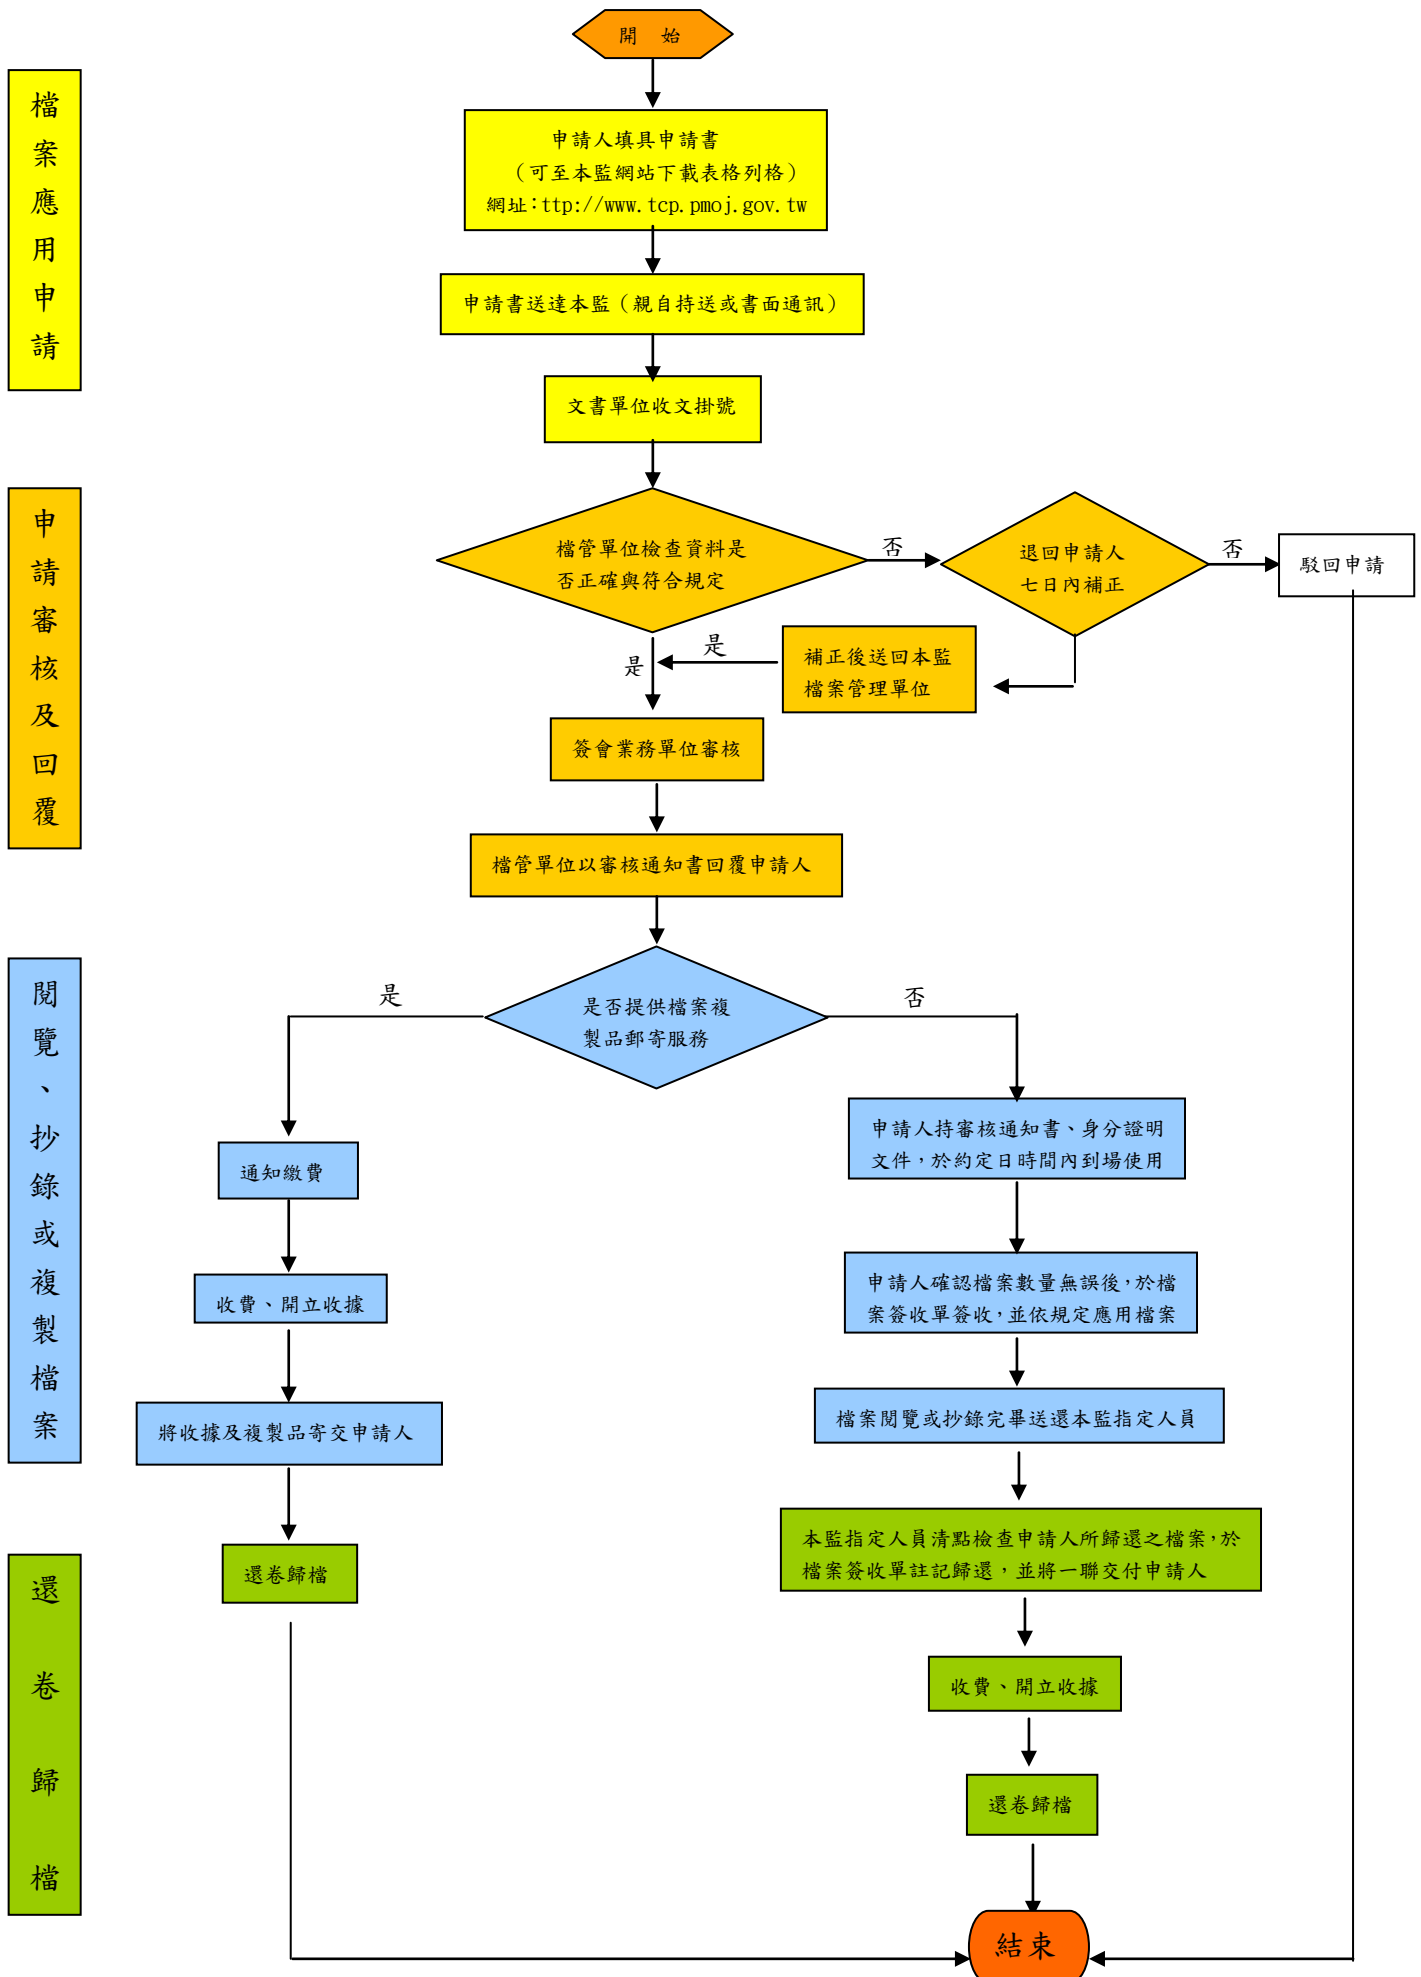 開 始
檔案應用申請
申請人填具申請書
（可至本監網站下載表格列格）
網址：ttp://www.tcp.pmoj.gov.tw
申請書送達本監（親自持送或書面通訊）
文書單位收文掛號
申請審核及回覆
檔管單位檢查資料是
否正確與符合規定
否
退回申請人
七日內補正
否
駁回申請
是
是
補正後送回本監
檔案管理單位
簽會業務單位審核
檔管單位以審核通知書回覆申請人
閱覽、抄錄或複製檔案
是否提供檔案複
製品郵寄服務
是
否
通知繳費
收費、開立收據
將收據及複製品寄交申請人
申請人持審核通知書、身分證明
文件，於約定日時間內到場使用
申請人確認檔案數量無誤後，於檔
案簽收單簽收，並依規定應用檔案
檔案閱覽或抄錄完畢送還本監指定人員
還卷歸檔
還卷歸檔
本監指定人員清點檢查申請人所歸還之檔案，於
檔案簽收單註記歸還，並將一聯交付申請人
收費、開立收據
還卷歸檔
結束